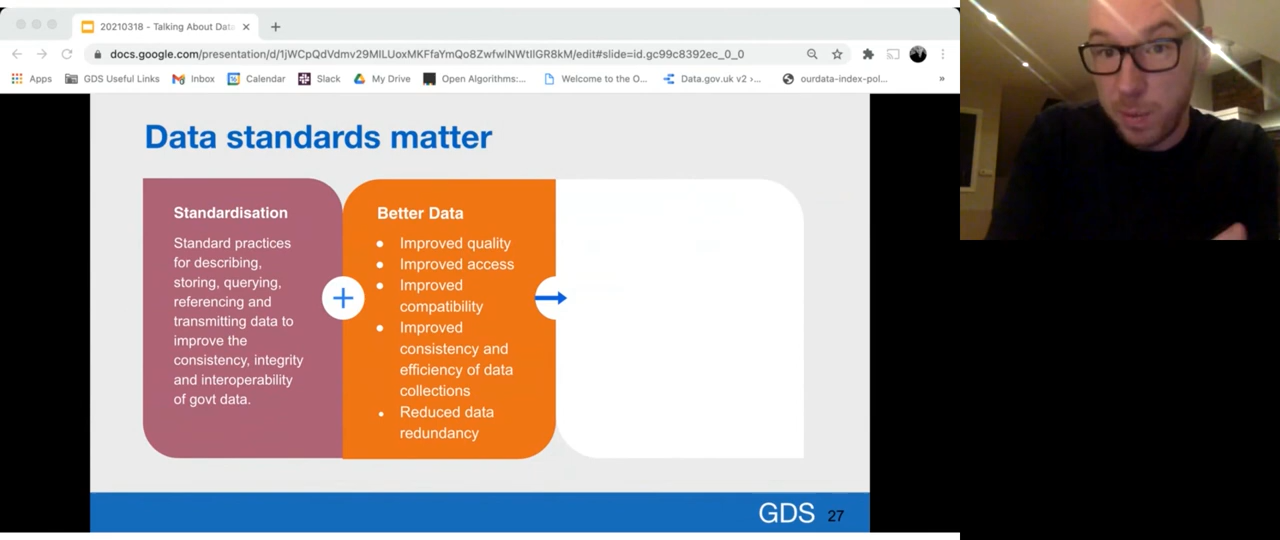 20210318 - Talking About Data
docs.google.com/presentation/d/1jWCpQdVdmv29MILUoxMKFfaYmQo8ZwfwlNWtIIGR8kM/edit#slide=id.gc99c8392ec_0_0
Apps GDS Useful Links Inbox Calendar Slack My Drive Open Algorithms:... Welcome to the O... Data.gov.uk v2 ›... ourdata-index-pol... »
Data standards matter
Standardisation
Standard practices
for describing,
storing, querying,
referencing and
transmitting data to
improve the
consistency, integrity
and interoperability
of govt data.
+
Better Data
• Improved quality
• Improved access
• Improved
compatibility
• Improved
consistency and
efficiency of data
collections
• Reduced data
redundancy
GDS 27